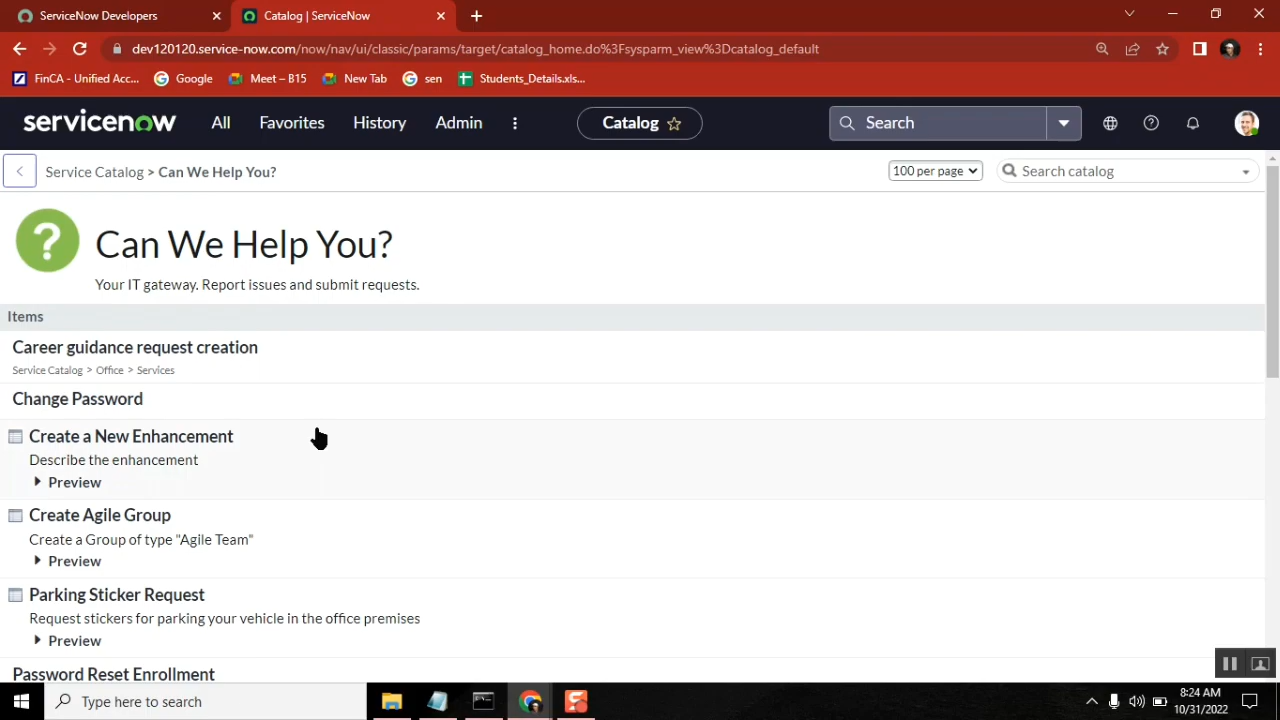 ServiceNow Developers
Catalog | ServiceNow
dev120120.service-now.com/now/nav/ui/classic/params/target/catalog_home.do%3Fsysparm_view%3Dcatalog_default
FinCA - Unified Acc...
Google
Meet – B15
New Tab
sen
Students_Details.xls...
servicenow
All
Favorites
History
Admin
Catalog
Search
Service Catalog > Can We Help You?
100 per page
Search catalog
Can We Help You?
Your IT gateway. Report issues and submit requests.
Items
Career guidance request creation
Service Catalog > Office > Services
Change Password
Create a New Enhancement
Describe the enhancement
Preview
Create Agile Group
Create a Group of type "Agile Team"
Preview
Parking Sticker Request
Request stickers for parking your vehicle in the office premises
Preview
Password Reset Enrollment
Type here to search
8:24 AM
10/31/2022